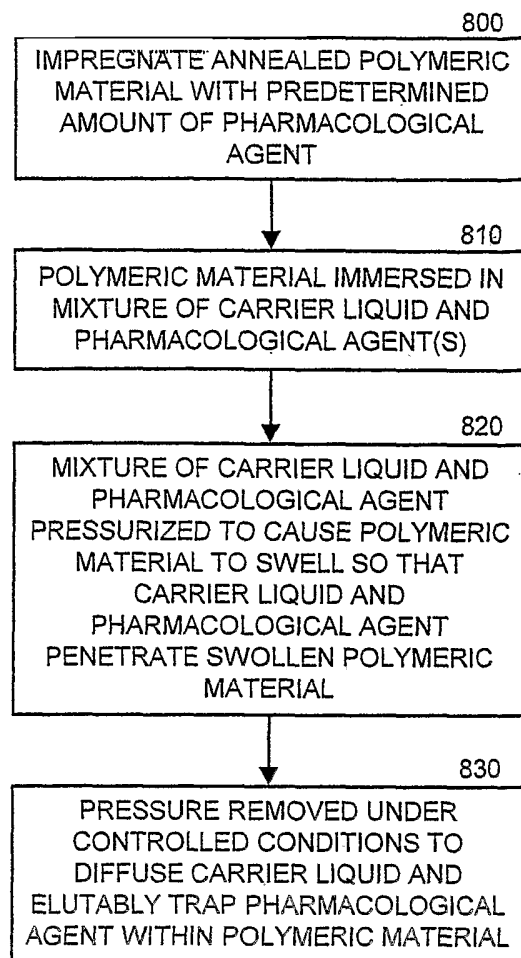 800
IMPREGNATE ANNEALED POLYMERIC
MATERIAL WITH PREDETERMINED
AMOUNT OF PHARMACOLOGICAL
AGENT
810
POLYMERIC MATERIAL IMMERSED IN
MIXTURE OF CARRIER LIQUID AND
PHARMACOLOGICAL AGENT(S)
820
MIXTURE OF CARRIER LIQUID AND
PHARMACOLOGICAL AGENT
PRESSURIZED TO CAUSE POLYMERIC
MATERIAL TO SWELL SO THAT
CARRIER LIQUID AND
PHARMACOLOGICAL AGENT
PENETRATE SWOLLEN POLYMERIC
MATERIAL
830
PRESSURE REMOVED UNDER
CONTROLLED CONDITIONS TO
DIFFUSE CARRIER LIQUID AND
ELUTABLY TRAP PHARMACOLOGICAL
AGENT WITHIN POLYMERIC MATERIAL